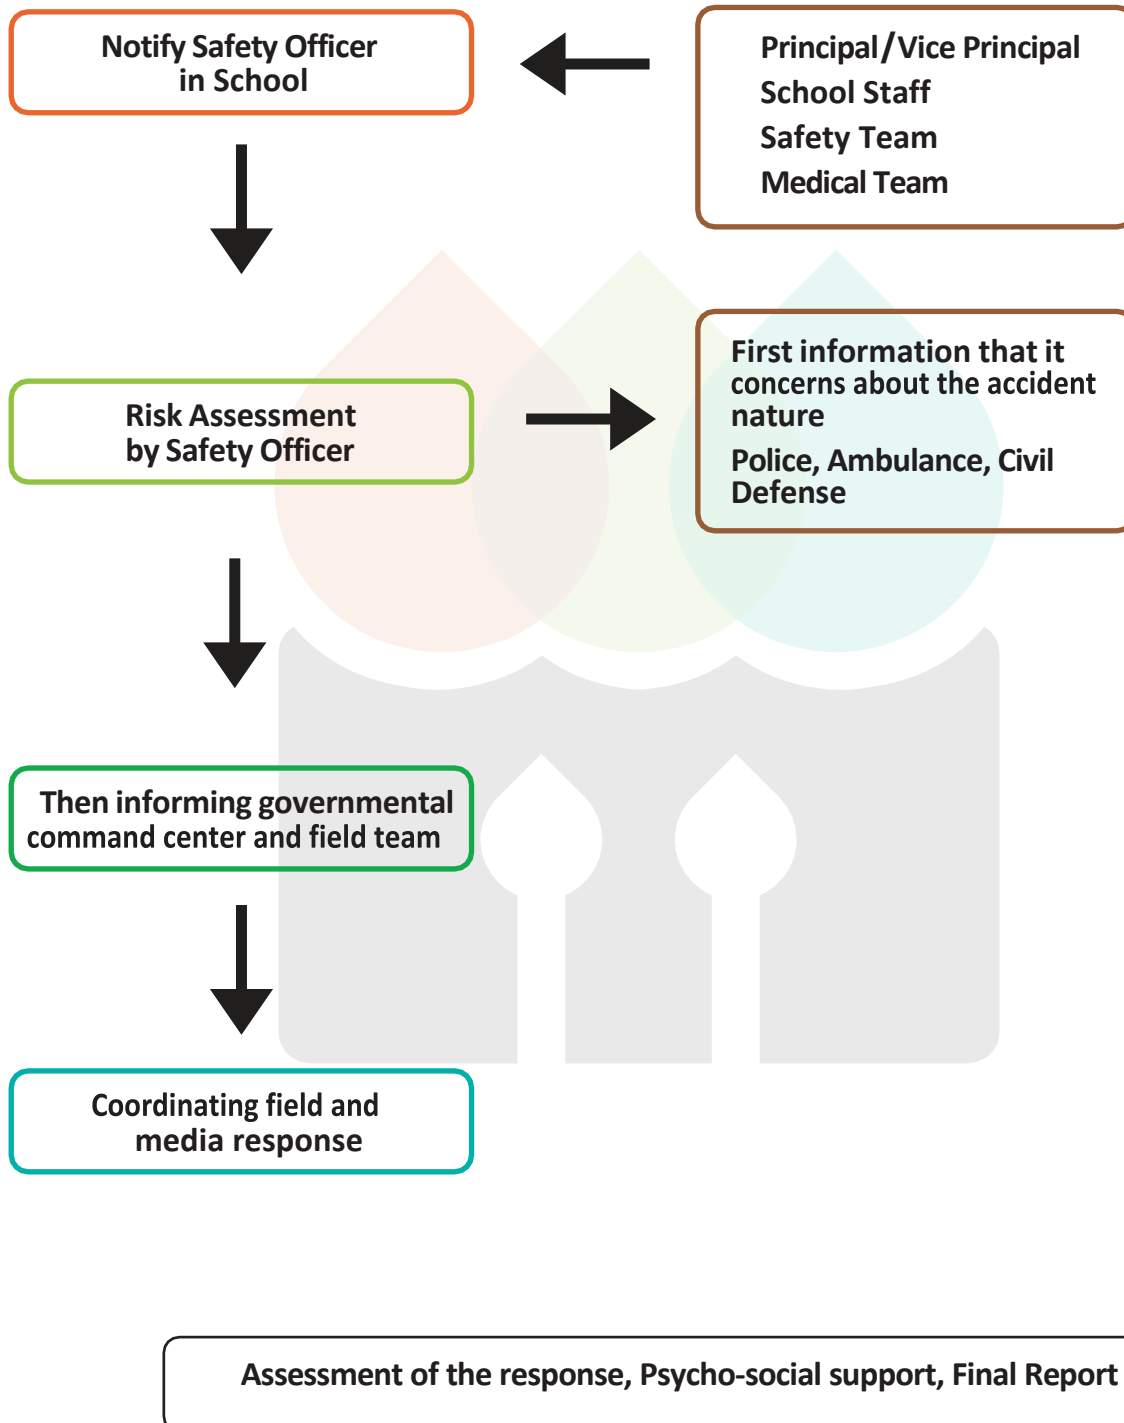 Notify Safety Officer
in School
Principal/Vice Principal
School Staff
Safety Team
Medical Team
First information that it
concerns about the accident
nature
Police, Ambulance, Civil
Defense
Risk Assessment
by Safety Officer
Then informing governmental
command center and field team
Coordinating field and
media response
Assessment of the response, Psycho-social support, Final Report